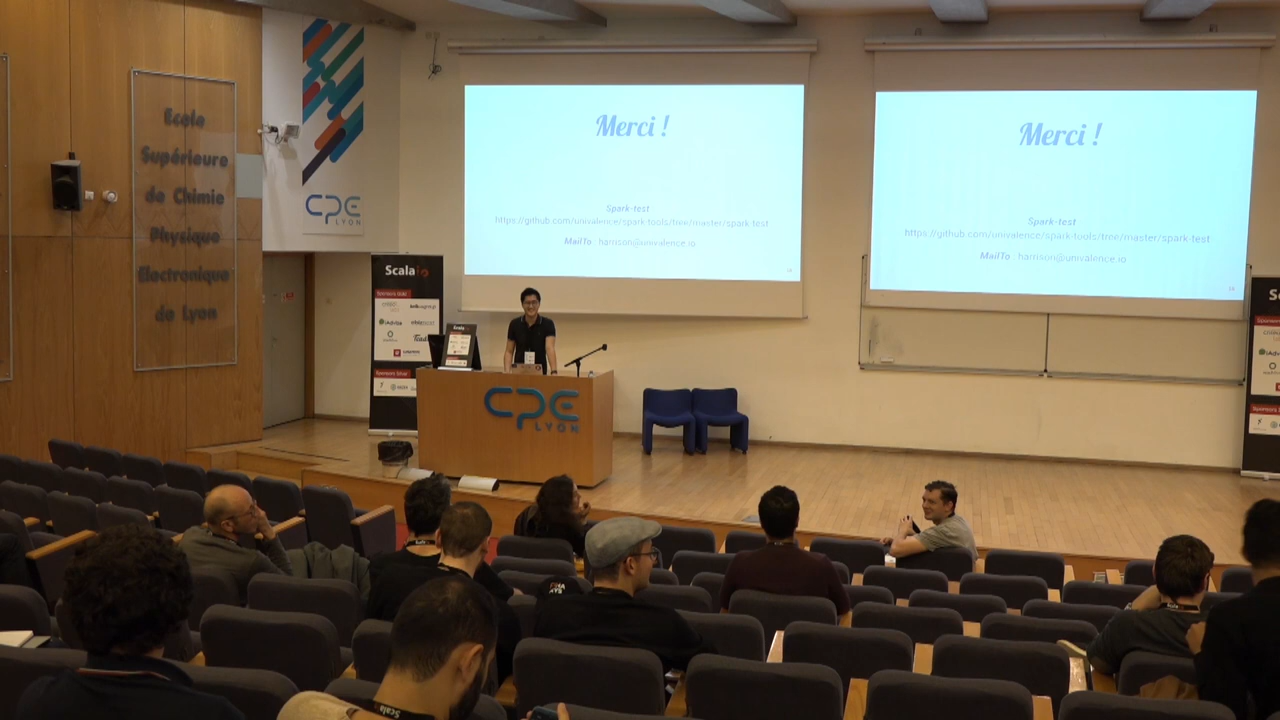 Ecole
Supérieure
de Chimie
Physique
Electronique
de Lyon
CPE
LYON
Merci !
Spark-test
https://github.com/univalence/spark-tools/tree/master/spark-test
MailTo : harrison@univalence.io
Merci !
Spark-test
https://github.com/univalence/spark-tools/tree/master/spark-test
MailTo : harrison@univalence.io
Scala
CPE
LYON
Scala